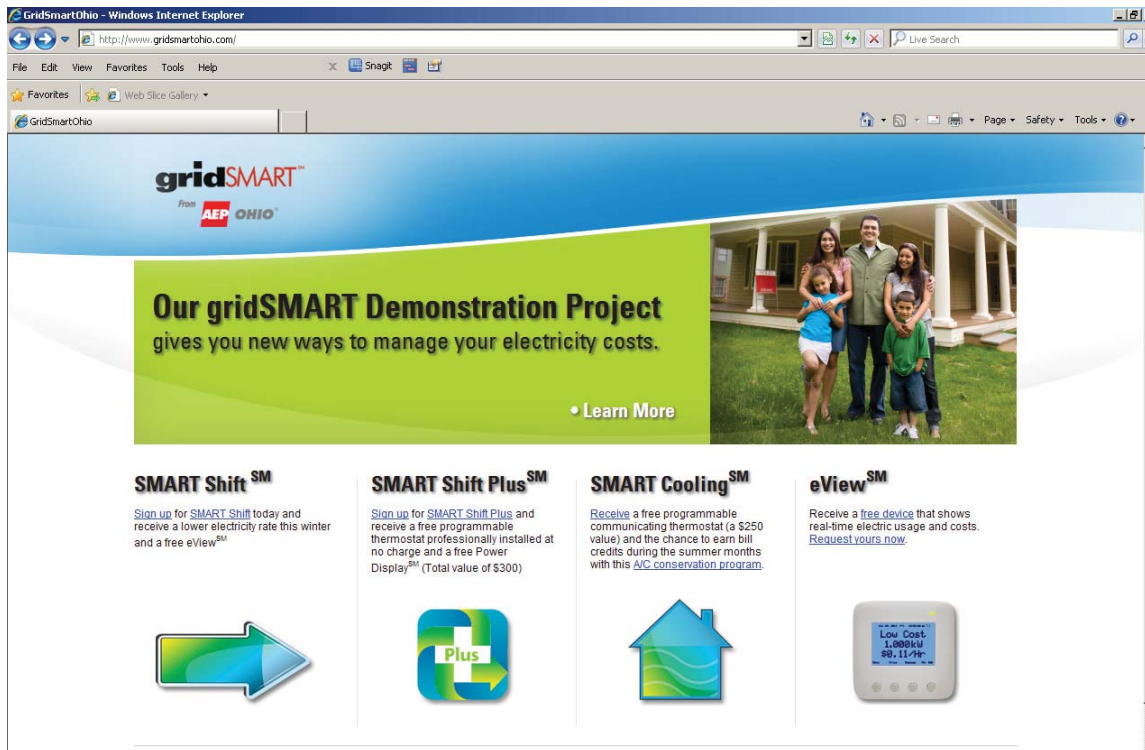 GridSmartOhio - Windows Internet Explorer
http://www.gridsmartohio.com/
Live Search
File Edit View Favorites Tools Help
x Snagit
Favorites Web Slice Gallery
GridSmartOhio
Page Safety Tools
gridSMART™
From AEP OHIO
Our gridSMART Demonstration Project
gives you new ways to manage your electricity costs.
• Learn More
SMART Shift SM
Sign up for SMART Shift today and
receive a lower electricity rate this winter
and a free eView SM
SMART Shift Plus SM
Sign up for SMART Shift Plus and
receive a free programmable
thermostat professionally installed at
no charge and a free Power
Display SM (Total value of $300)
Plus
SMART Cooling SM
Receive a free programmable
communicating thermostat (a $250
value) and the chance to earn bill
credits during the summer months
with this A/C conservation program.
eView SM
Receive a free device that shows
real-time electric usage and costs.
Request yours now.
Low Cost
1.000kW
$0.11/Hr